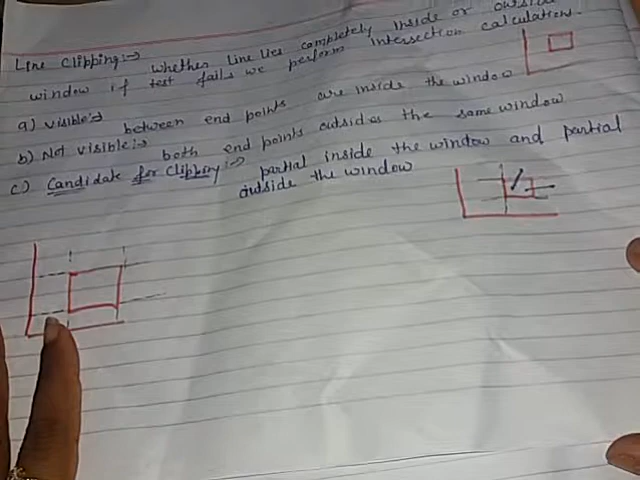 Line Clipping:→ whether line lies completely inside or outside
window if test fails we perform intersection calculation.
a) visible:→ between end points are inside the window
b) Not visible:→ both end points outsides the same window
c) Candidate for Clipping:→ partial inside the window and partial
outside the window